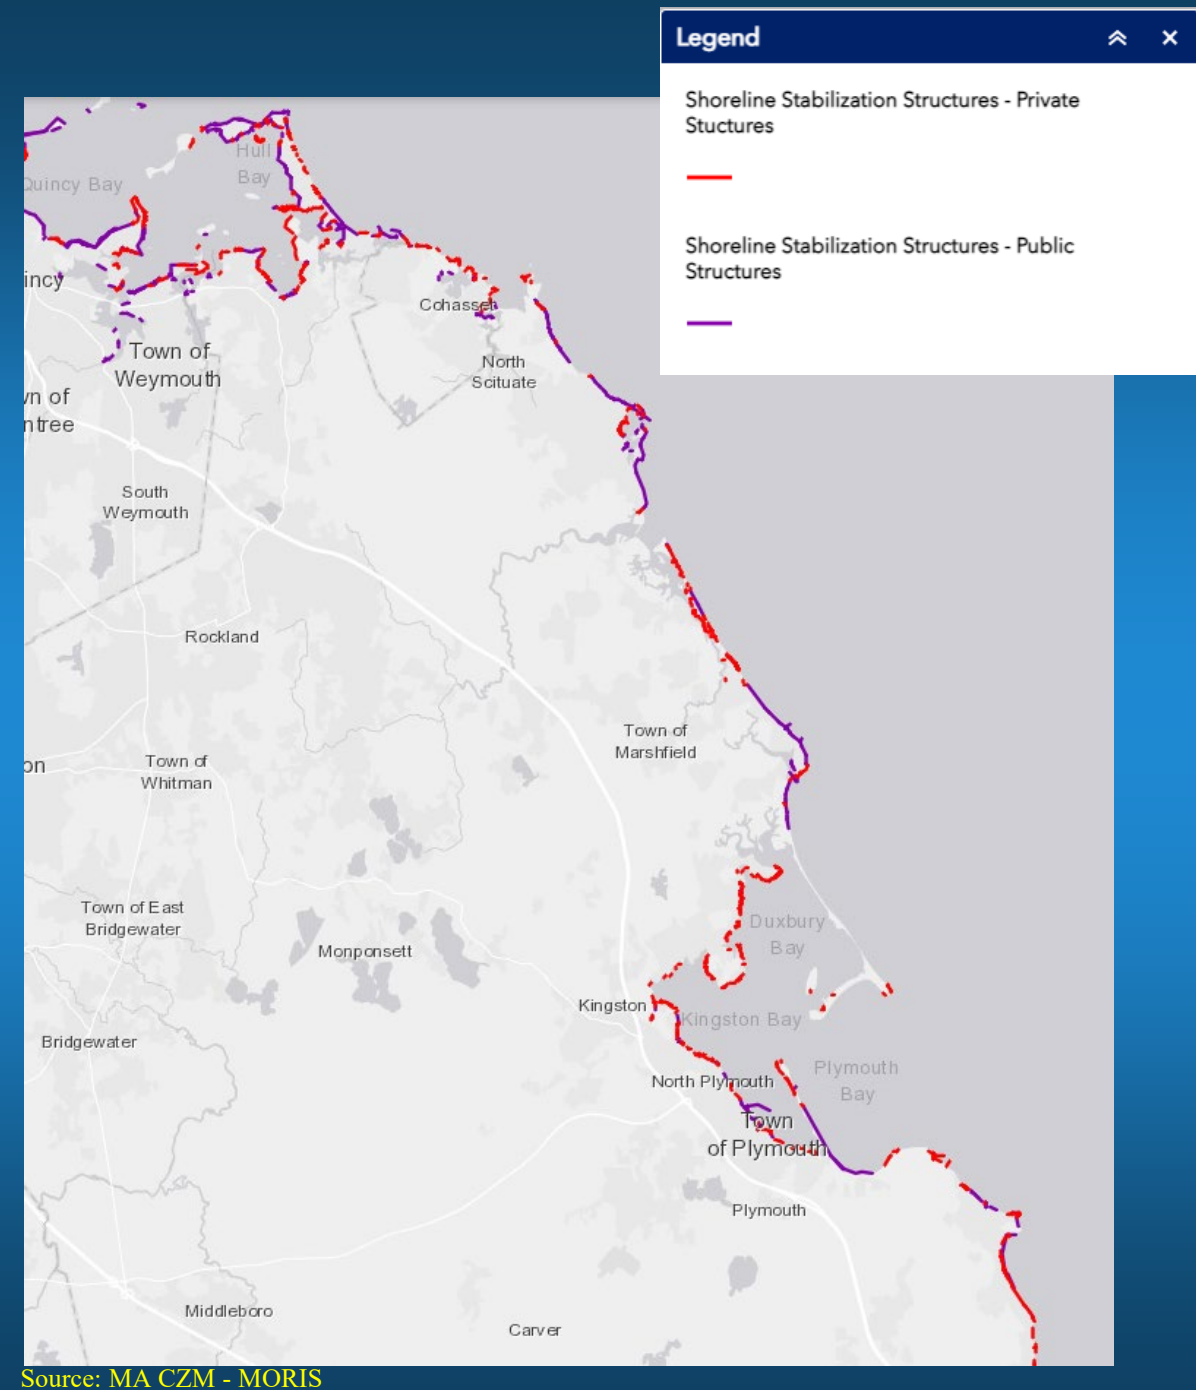 Legend
Shoreline Stabilization Structures - Private
Stuctures
Shoreline Stabilization Structures - Public
Structures
Hull
Bay
Quincy Bay
incy
Cohasset
Town of
Weymouth
North
Scituate
vn of
ntree
South
Weymouth
Rockland
Town of
Marshfield
on
Town of
Whitman
Town of East
Bridgewater
Monponsett
Duxbury
Bay
Kingston
Kingston Bay
Bridgewater
North Plymouth
Plymouth
Bay
Town
of Plymouth
Plymouth
Middleboro
Carver
Source: MA CZM - MORIS